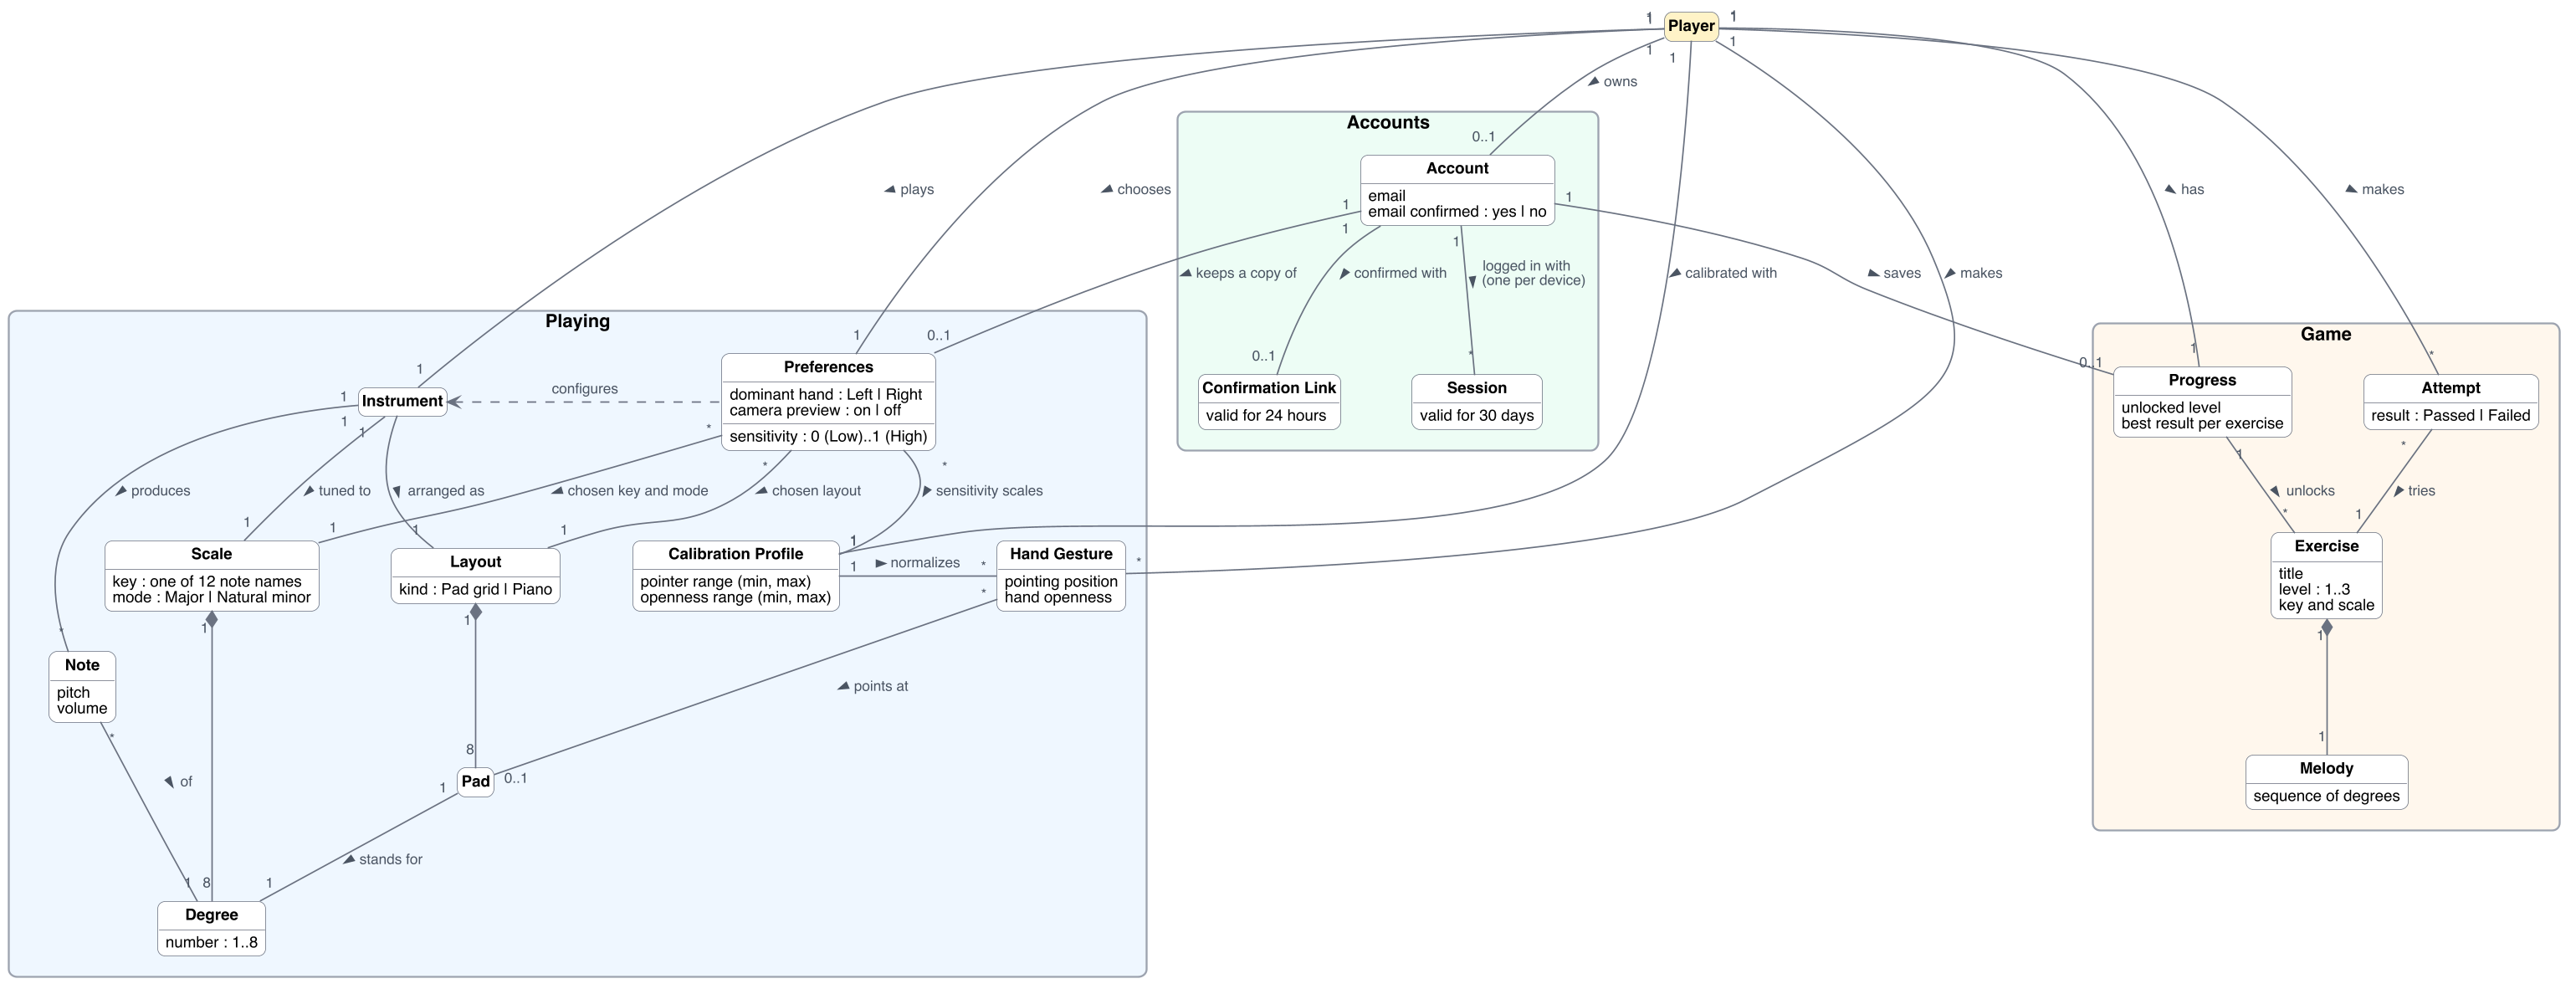 Player
1
*
1
1
1
1
1
owns
Accounts
0..1
Account
email
email confirmed : yes | no
1
1
1
1
plays
chooses
has
makes
keeps a copy of
confirmed with
logged in with
(one per device)
calibrated with
saves
makes
Playing
Game
1
1
0..1
0..1
*
1
*
0..1
Confirmation Link
valid for 24 hours
Session
valid for 30 days
Preferences
dominant hand : Left | Right
camera preview : on | off
sensitivity : 0 (Low)..1 (High)
configures
Instrument
1
1
1
Progress
unlocked level
best result per exercise
Attempt
result : Passed | Failed
*
*
*
1
*
produces
tuned to
arranged as
chosen key and mode
chosen layout
sensitivity scales
unlocks
tries
1
1
1
1
1
*
1
Scale
key : one of 12 note names
mode : Major | Natural minor
Layout
kind : Pad grid | Piano
Calibration Profile
pointer range (min, max)
openness range (min, max)
1
normalizes
*
Hand Gesture
pointing position
hand openness
*
*
Exercise
title
level : 1..3
key and scale
*
1
1
1
Note
pitch
volume
points at
*
8
1
Pad
0..1
1
Melody
sequence of degrees
of
stands for
1
8
1
Degree
number : 1..8